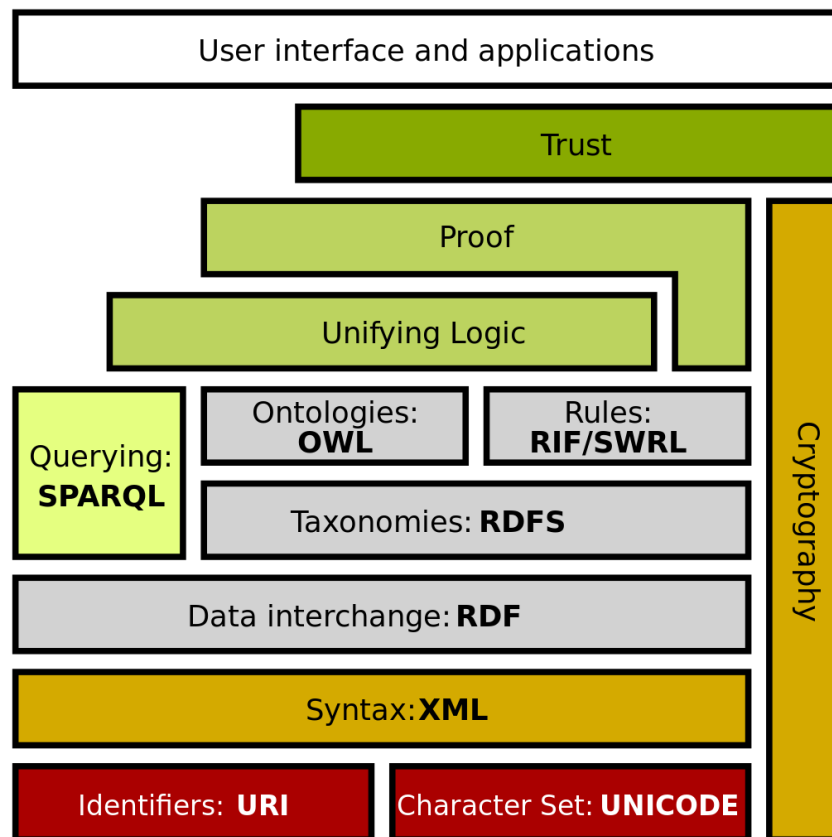 User interface and applications
Trust
Proof
Unifying Logic
Ontologies:
OWL
Rules:
RIF/SWRL
Querying:
SPARQL
Taxonomies: RDFS
Cryptography
Data interchange: RDF
Syntax: XML
Identifiers: URI
Character Set: UNICODE